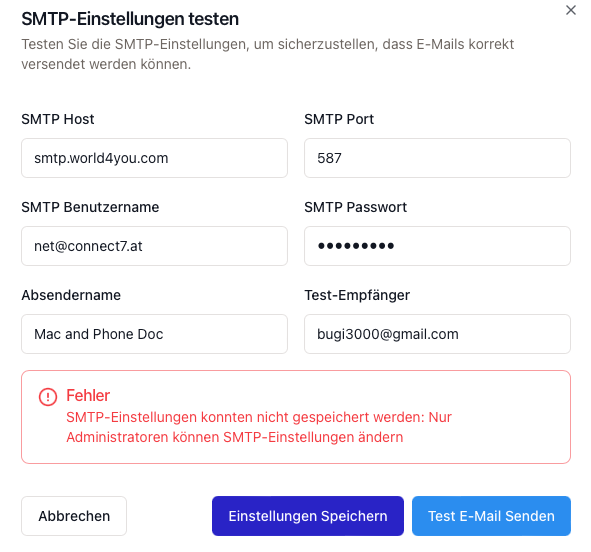 SMTP-Einstellungen testen
Testen Sie die SMTP-Einstellungen, um sicherzustellen, dass E-Mails korrekt
versendet werden können.
SMTP Host
SMTP Port
smtp.world4you.com
587
SMTP Benutzername
SMTP Passwort
net@connect7.at
•••••••••
Absendername
Test-Empfänger
Mac and Phone Doc
bugi3000@gmail.com
Fehler
SMTP-Einstellungen konnten nicht gespeichert werden: Nur
Administratoren können SMTP-Einstellungen ändern
Abbrechen
Einstellungen Speichern
Test E-Mail Senden